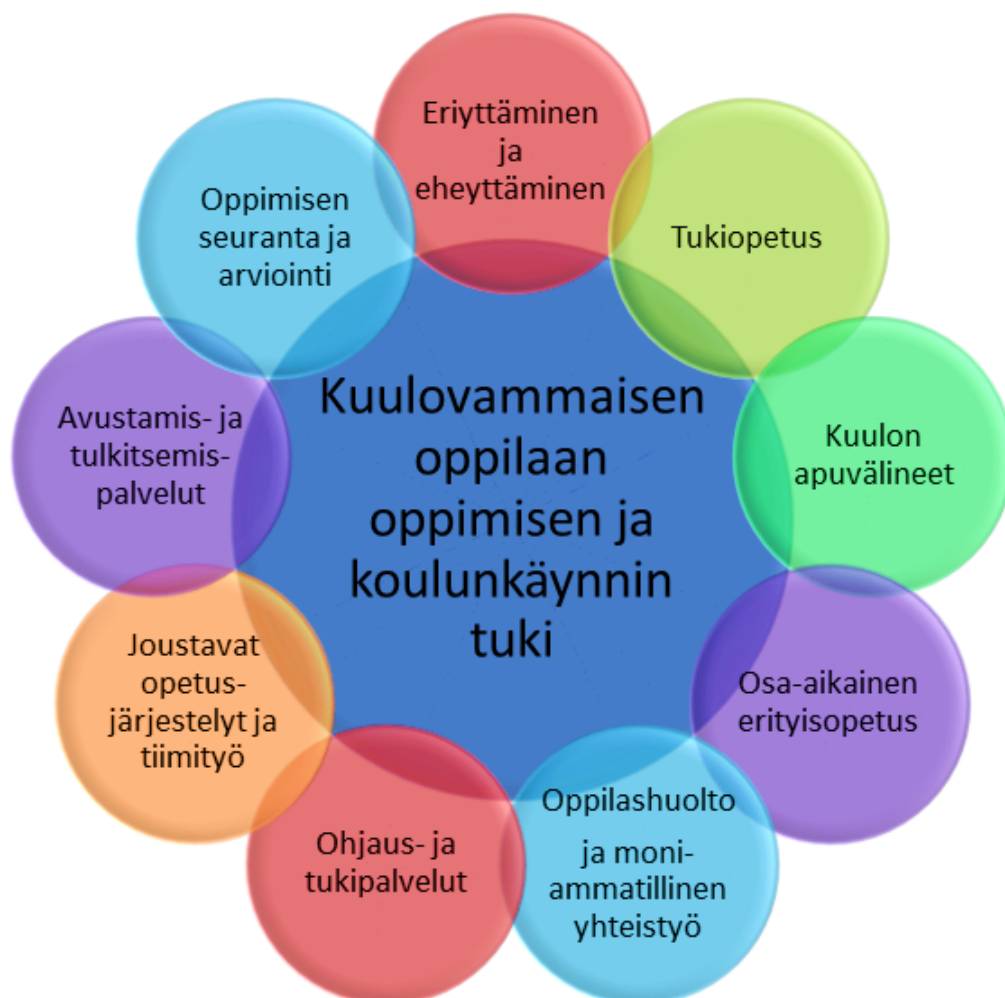 Eriyttäminen
ja
eheyttäminen
Tukiopetus
Kuulon
apuvälineet
Osa-aikainen
erityisopetus
Oppilashuolto
ja moni-
ammatillinen
yhteistyö
Ohjaus- ja
tukipalvelut
Joustavat
opetus-
järjestelyt ja
tiimityö
Avustamis- ja
tulkitsemis-
palvelut
Oppimisen
seuranta ja
arviointi
Kuulovammaisen
oppilaan
oppimisen ja
koulunkäynnin
tuki